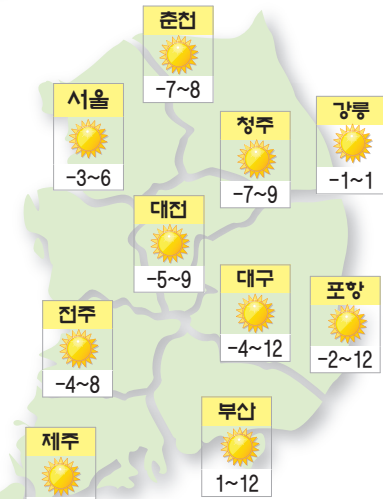 춘천
-7~8
서울
-3~6
청주
-7~9
강릉
-1~1
대전
-5~9
대구
-4~12
포항
-2~12
전주
-4~8
부산
1~12
제주